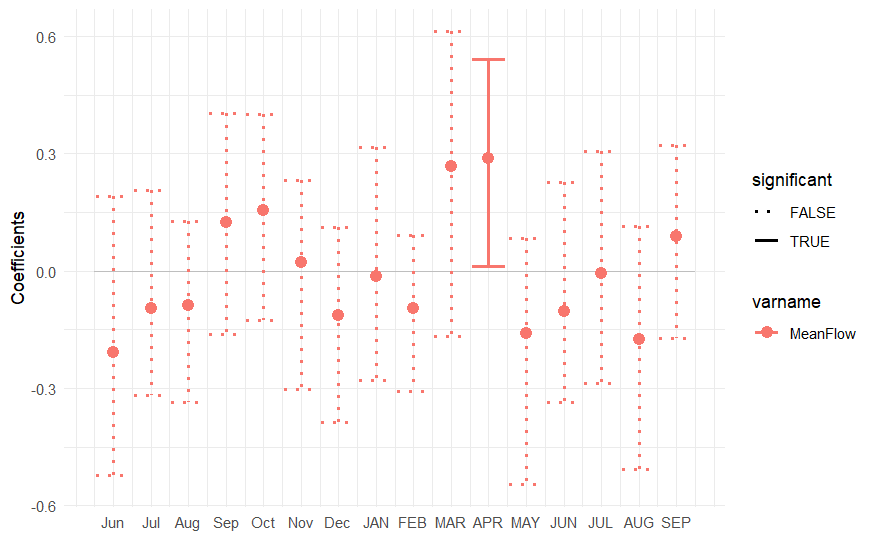 0.6
0.3
0.0
-0.3
-0.6
Coefficients
Jun Jul Aug Sep Oct Nov Dec JAN FEB MAR APR MAY JUN JUL AUG SEP
significant
FALSE
TRUE
varname
MeanFlow